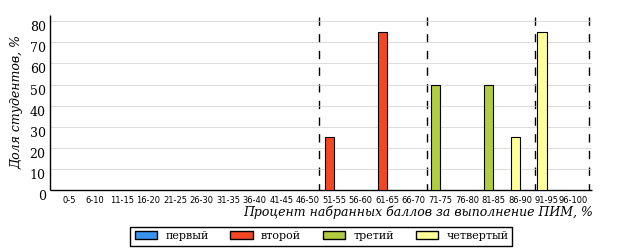 Доля студентов, %
80
70
60
50
40
30
20
10
0
0-5 6-10 11-15 16-20 21-25 26-30 31-35 36-40 41-45 46-50 51-55 56-60 61-65 66-70 71-75 76-80 81-85 86-90 91-95 96-100
Процент набранных баллов за выполнение ПИМ, %
первый второй третий четвертый